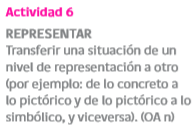 Actividad 6
REPRESENTAR
Transferir una situación de un
nivel de representación a otro
(por ejemplo: de lo concreto a
lo pictórico y de lo pictórico a lo
simbólico, y viceversa). (OA n)